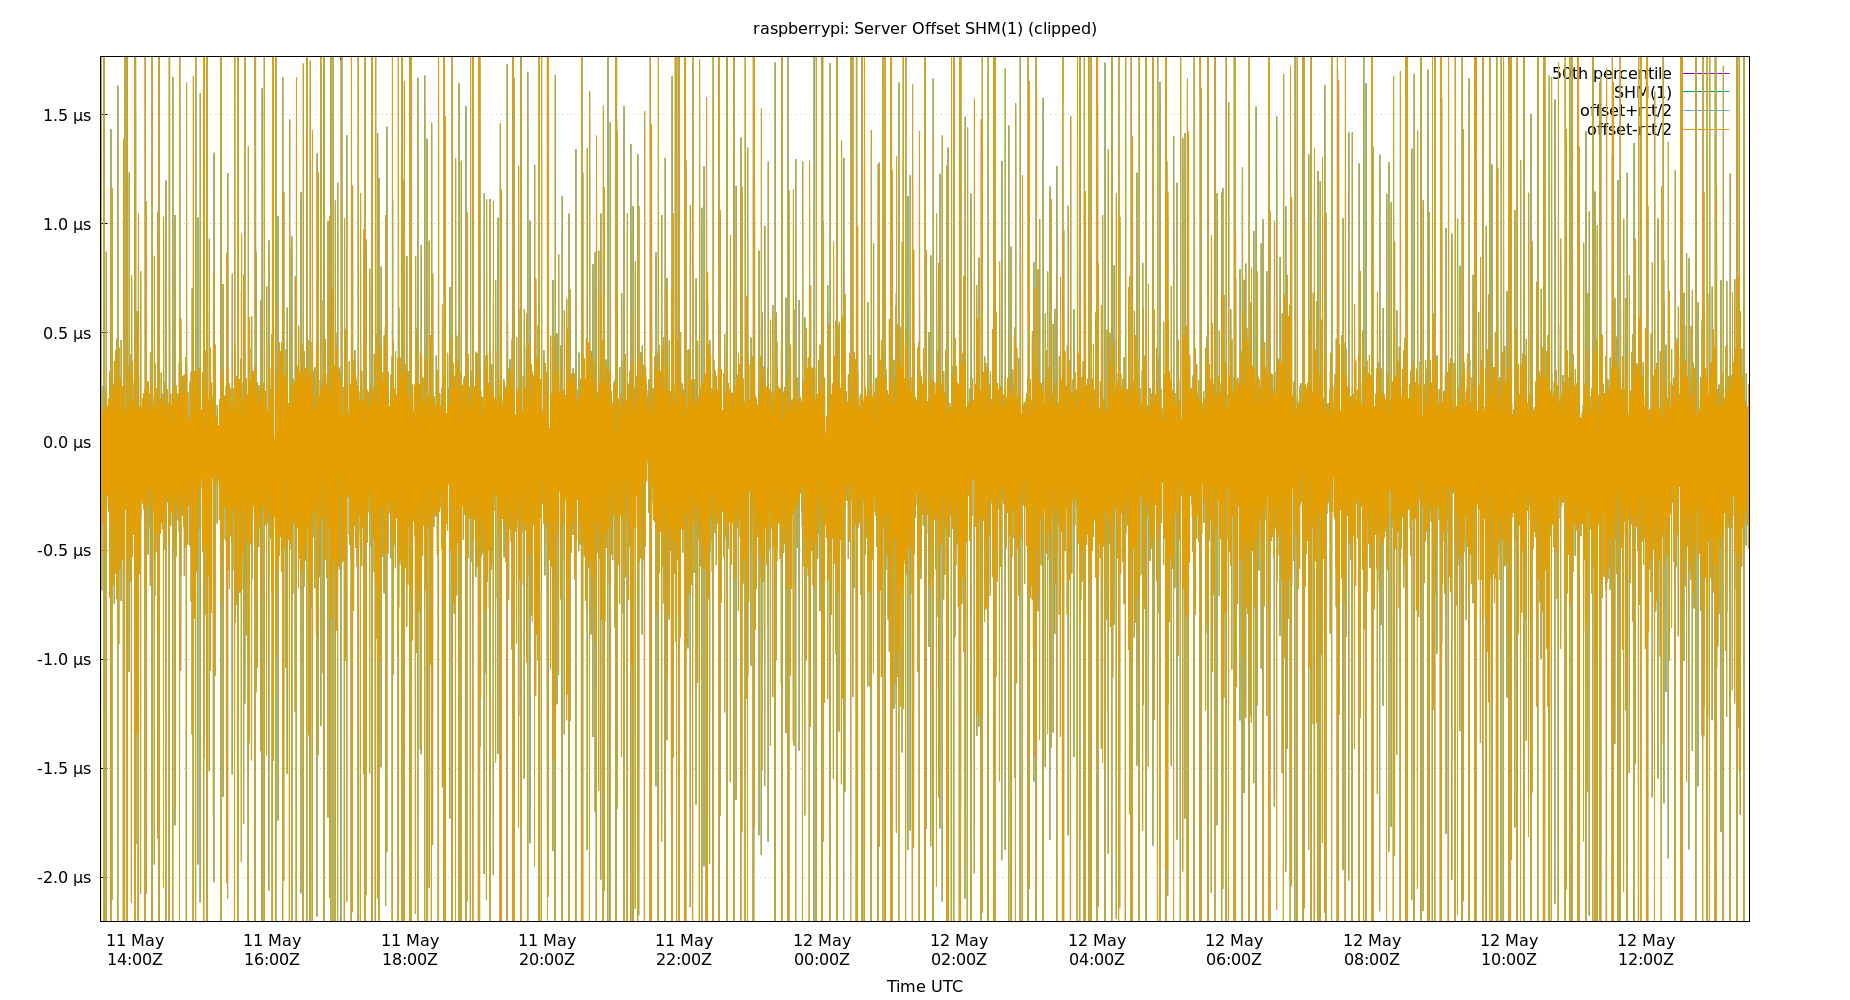 raspberrypi: Server Offset SHM(1) (clipped)
50th percentile
SHM(1)
offset+rtt/2
offset-rtt/2
1.5 µs
1.0 µs
0.5 µs
0.0 µs
-0.5 µs
-1.0 µs
-1.5 µs
-2.0 µs
11 May 11 May 11 May 11 May 11 May 12 May 12 May 12 May 12 May 12 May 12 May 12 May
14:00Z 16:00Z 18:00Z 20:00Z 22:00Z 00:00Z 02:00Z 04:00Z 06:00Z 08:00Z 10:00Z 12:00Z
Time UTC